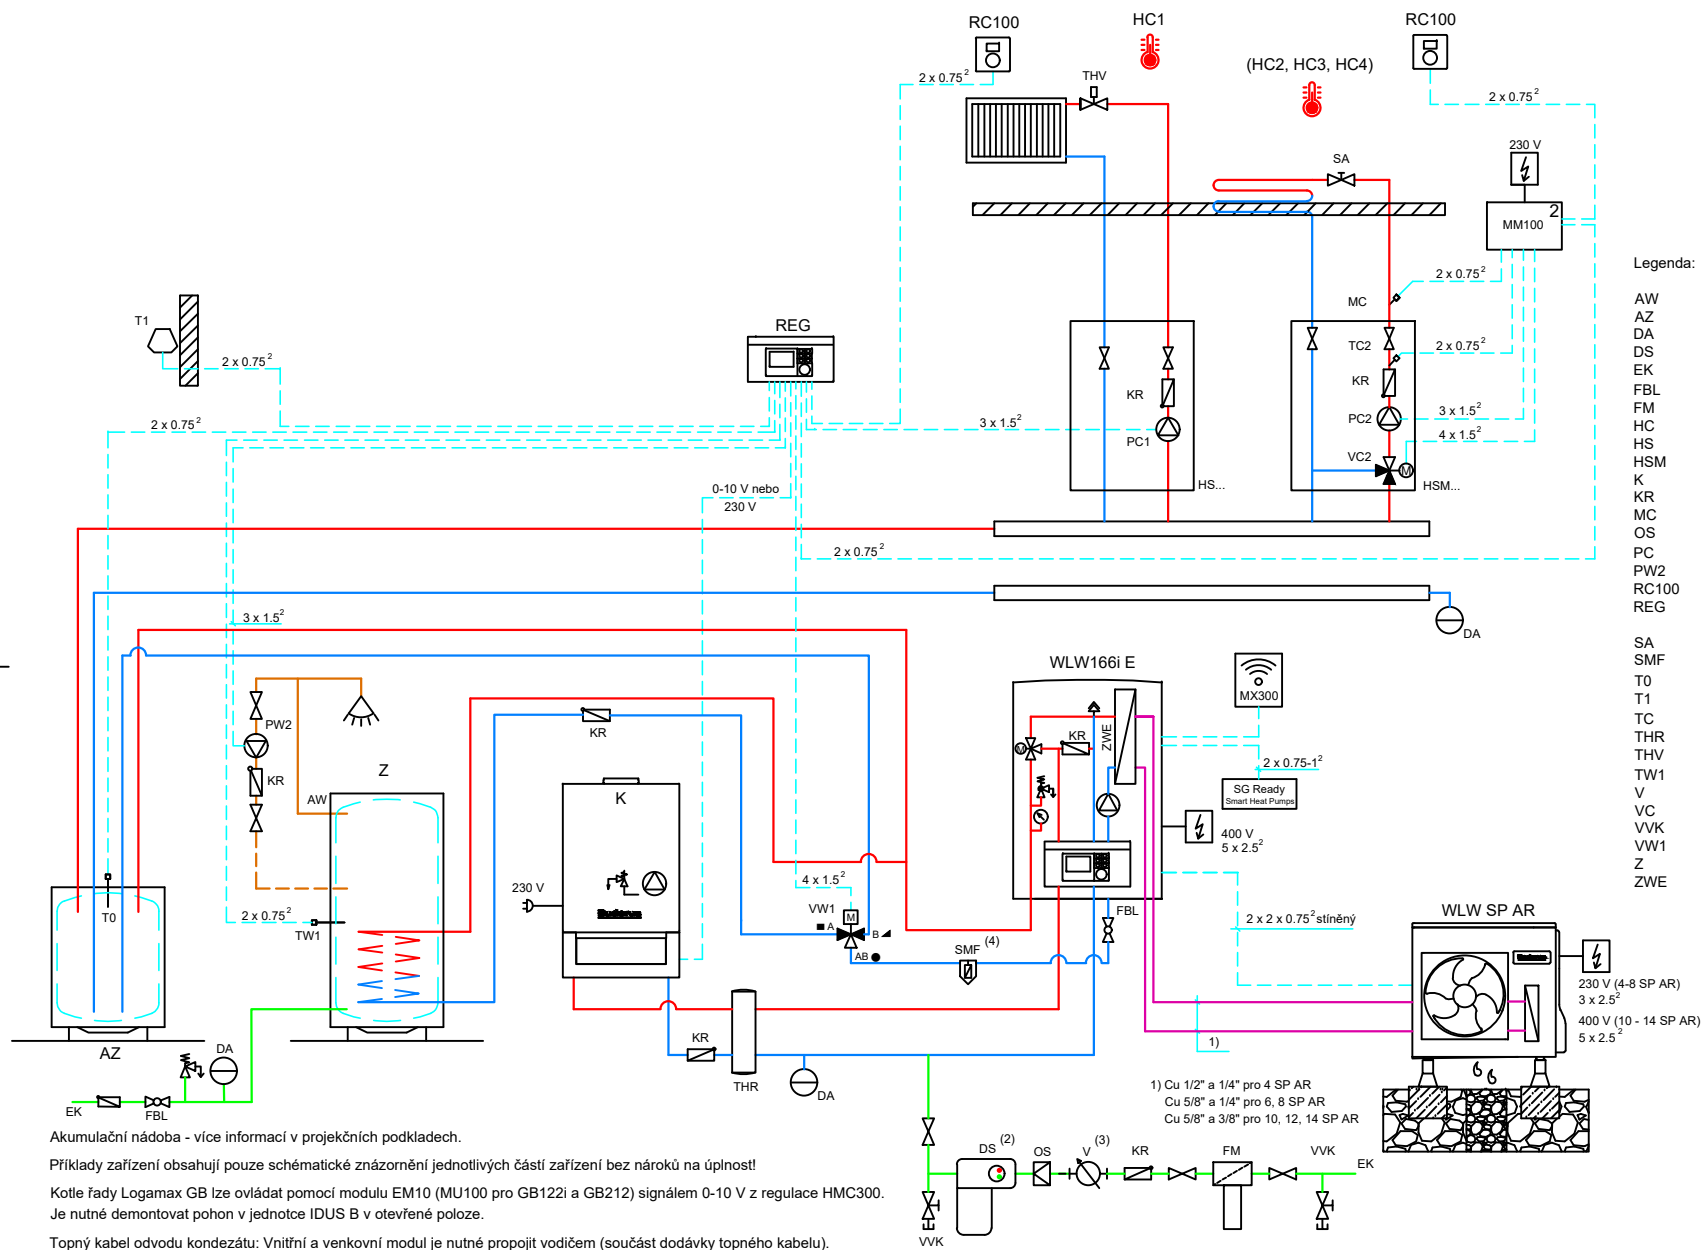 RC100
HC1
RC100
(HC2, HC3, HC4)
THV
2 x 0.75²
2 x 0.75²
SA
230 V
2
MM100
Legenda:
2 x 0.75²
MC
T1
REG
2 x 0.75²
TC2
2 x 0.75²
KR
KR
2 x 0.75²
3 x 1.5²
PC1
PC2
3 x 1.5²
4 x 1.5²
VC2
M
HS...
HSM...
0-10 V nebo
230 V
2 x 0.75²
3 x 1.5²
DA
AW
AZ
DA
DS
EK
FBL
FM
HC
HS
HSM
K
KR
MC
OS
PC
PW2
RC100
REG
SA
SMF
T0
T1
TC
THR
THV
TW1
V
VC
VVK
VW1
Z
ZWE
WLW166i E
MX300
PW2
KR
KR
M
KR
ZWE
Z
AW
K
2 x 0.75-1²
SG Ready
Smart Heat Pumps
400 V
5 x 2.5²
230 V
Buderus
4 x 1.5²
VW1
M
A
B
AB
FBL
SMF (4)
T0
2 x 0.75²
TW1
2 x 2 x 0.75² stíněný
WLW SP AR
Buderus
230 V (4-8 SP AR)
3 x 2.5²
400 V (10 - 14 SP AR)
5 x 2.5²
AZ
DA
EK
FBL
KR
THR
DA
1)
1) Cu 1/2" a 1/4" pro 4 SP AR
Cu 5/8" a 1/4" pro 6, 8 SP AR
Cu 5/8" a 3/8" pro 10, 12, 14 SP AR
DS (2)
OS
V (3)
KR
FM
VVK
EK
VVK
Akumulační nádoba - více informací v projekčních podkladech.
Příklady zařízení obsahují pouze schématické znázornění jednotlivých částí zařízení bez nároků na úplnost!
Kotle řady Logamax GB lze ovládat pomocí modulu EM10 (MU100 pro GB122i a GB212) signálem 0-10 V z regulace HMC300.
Je nutné demontovat pohon v jednotce IDUS B v otevřené poloze.
Topný kabel odvodu kondezátu: Vnitřní a venkovní modul je nutné propojit vodičem (součást dodávky topného kabelu).